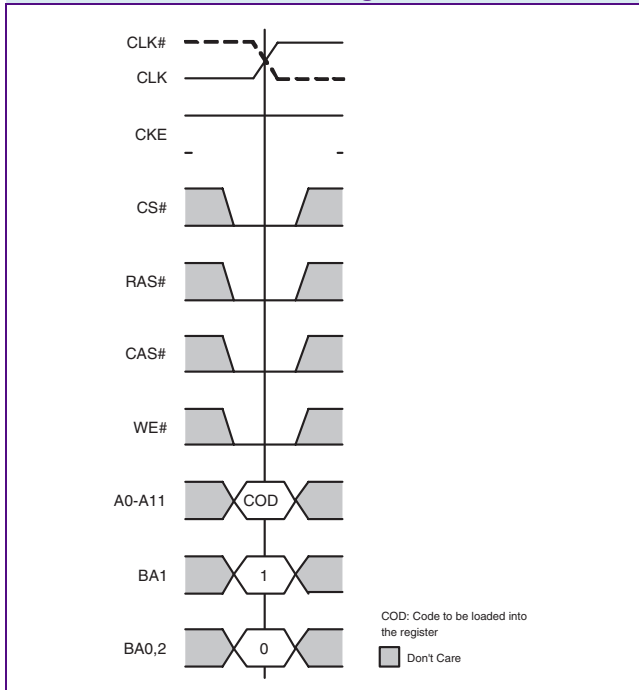 CLK#
CLK
CKE
CS#
RAS#
CAS#
WE#
A0-A11
COD
BA1
1
BA0,2
0
COD: Code to be loaded into
the register
Don't Care